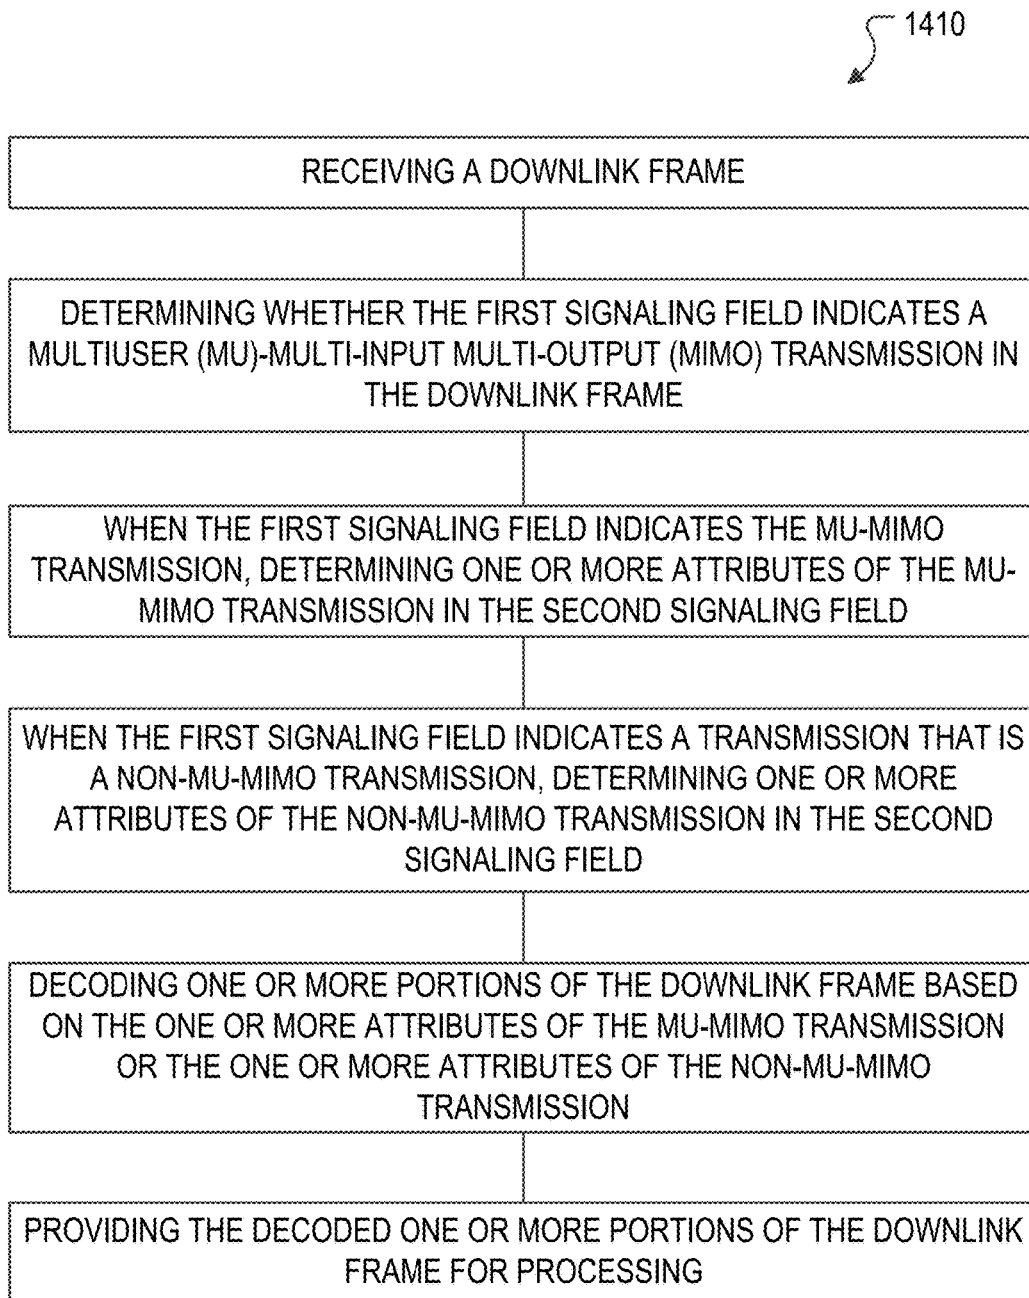 1410
RECEIVING A DOWNLINK FRAME
DETERMINING WHETHER THE FIRST SIGNALING FIELD INDICATES A
MULTIUSER (MU)-MULTI-INPUT MULTI-OUTPUT (MIMO) TRANSMISSION IN
THE DOWNLINK FRAME
WHEN THE FIRST SIGNALING FIELD INDICATES THE MU-MIMO
TRANSMISSION, DETERMINING ONE OR MORE ATTRIBUTES OF THE MU-
MIMO TRANSMISSION IN THE SECOND SIGNALING FIELD
WHEN THE FIRST SIGNALING FIELD INDICATES A TRANSMISSION THAT IS
A NON-MU-MIMO TRANSMISSION, DETERMINING ONE OR MORE
ATTRIBUTES OF THE NON-MU-MIMO TRANSMISSION IN THE SECOND
SIGNALING FIELD
DECODING ONE OR MORE PORTIONS OF THE DOWNLINK FRAME BASED
ON THE ONE OR MORE ATTRIBUTES OF THE MU-MIMO TRANSMISSION
OR THE ONE OR MORE ATTRIBUTES OF THE NON-MU-MIMO
TRANSMISSION
PROVIDING THE DECODED ONE OR MORE PORTIONS OF THE DOWNLINK
FRAME FOR PROCESSING